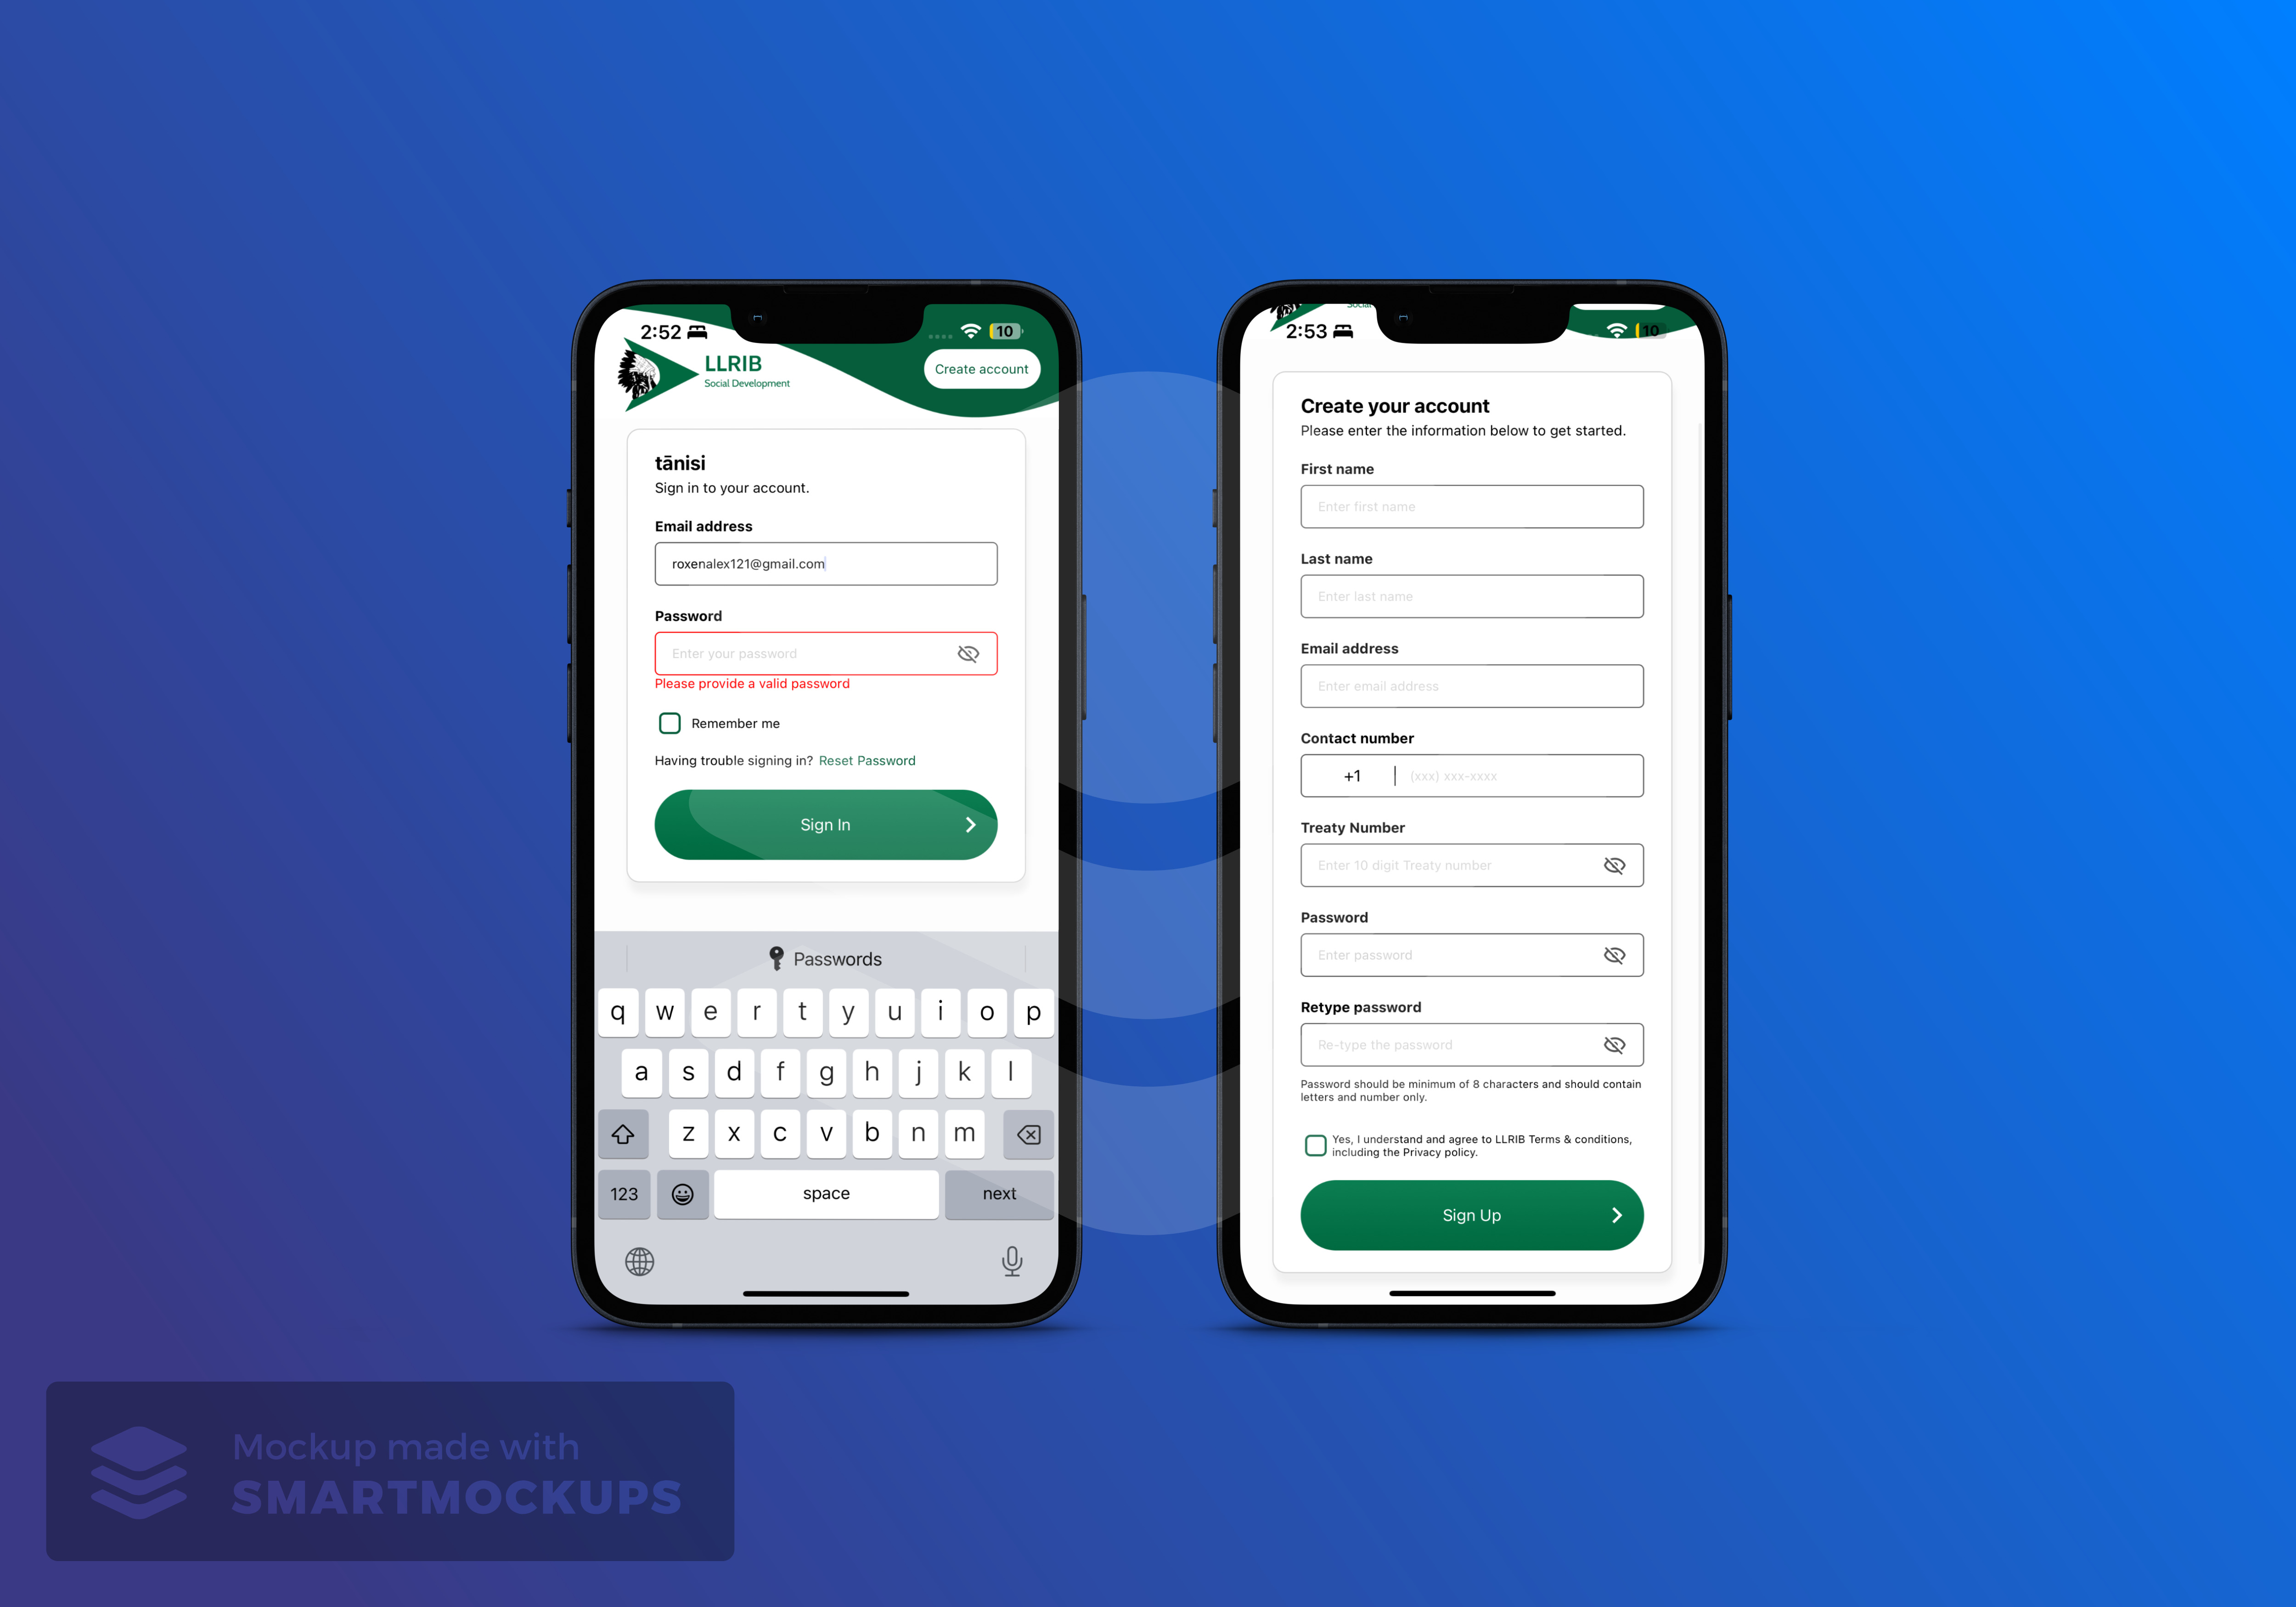 2:52
10
LLRIB
Social Development
Create account
tānisi
Sign in to your account.
Email address
roxenalex121@gmail.com
Password
Enter your password
Please provide a valid password
Remember me
Having trouble signing in? Reset Password
Sign In
Passwords
q w e r t y u i o p
a s d f g h j k l
z x c v b n m
123 space next
Social
2:53
10
Create your account
Please enter the information below to get started.
First name
Enter first name
Last name
Enter last name
Email address
Enter email address
Contact number
+1 (xxx) xxx-xxxx
Treaty Number
Enter 10 digit Treaty number
Password
Enter password
Retype password
Re-type the password
Password should be minimum of 8 characters and should contain
letters and number only.
Yes, I understand and agree to LLRIB Terms & conditions,
including the Privacy policy.
Sign Up
Mockup made with
SMARTMOCKUPS